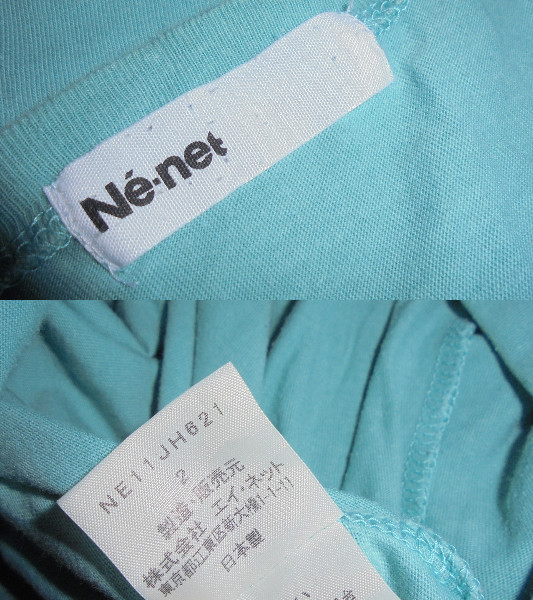 Né-net
NE11JH621
2
製造・販売元
株式会社 エイ・ネット
東京都江東区新大橋1-1-11
日本製